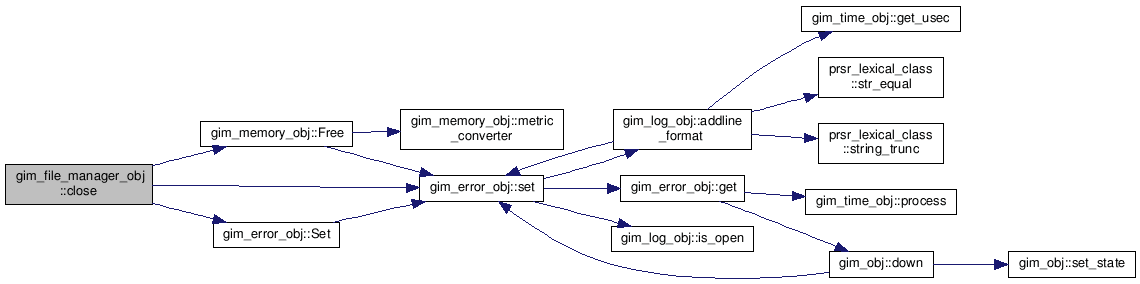 gim_file_manager_obj
::close
gim_memory_obj::Free
gim_error_obj::Set
gim_memory_obj::metric
_converter
gim_error_obj::set
gim_log_obj::addline
_format
gim_error_obj::get
gim_log_obj::is_open
gim_time_obj::get_usec
prsr_lexical_class
::str_equal
prsr_lexical_class
::string_trunc
gim_time_obj::process
gim_obj::down
gim_obj::set_state